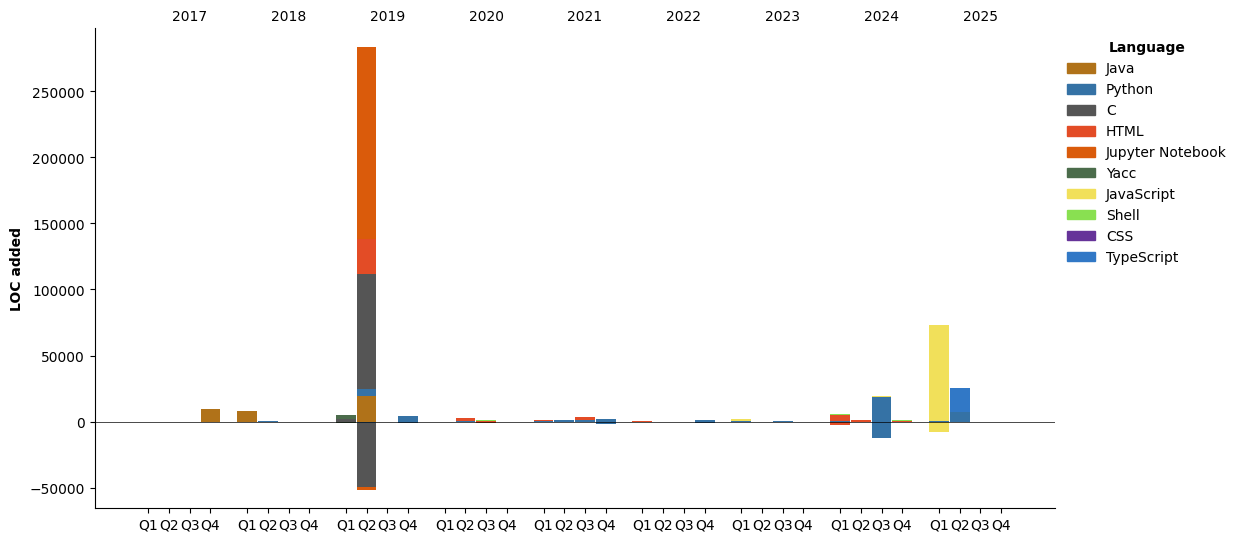 2017 2018 2019 2020 2021 2022 2023 2024 2025
LOC added
250000
200000
150000
100000
50000
0
−50000
Q1 Q2 Q3 Q4 Q1 Q2 Q3 Q4 Q1 Q2 Q3 Q4 Q1 Q2 Q3 Q4 Q1 Q2 Q3 Q4 Q1 Q2 Q3 Q4 Q1 Q2 Q3 Q4 Q1 Q2 Q3 Q4 Q1 Q2 Q3 Q4
Language
Java
Python
C
HTML
Jupyter Notebook
Yacc
JavaScript
Shell
CSS
TypeScript